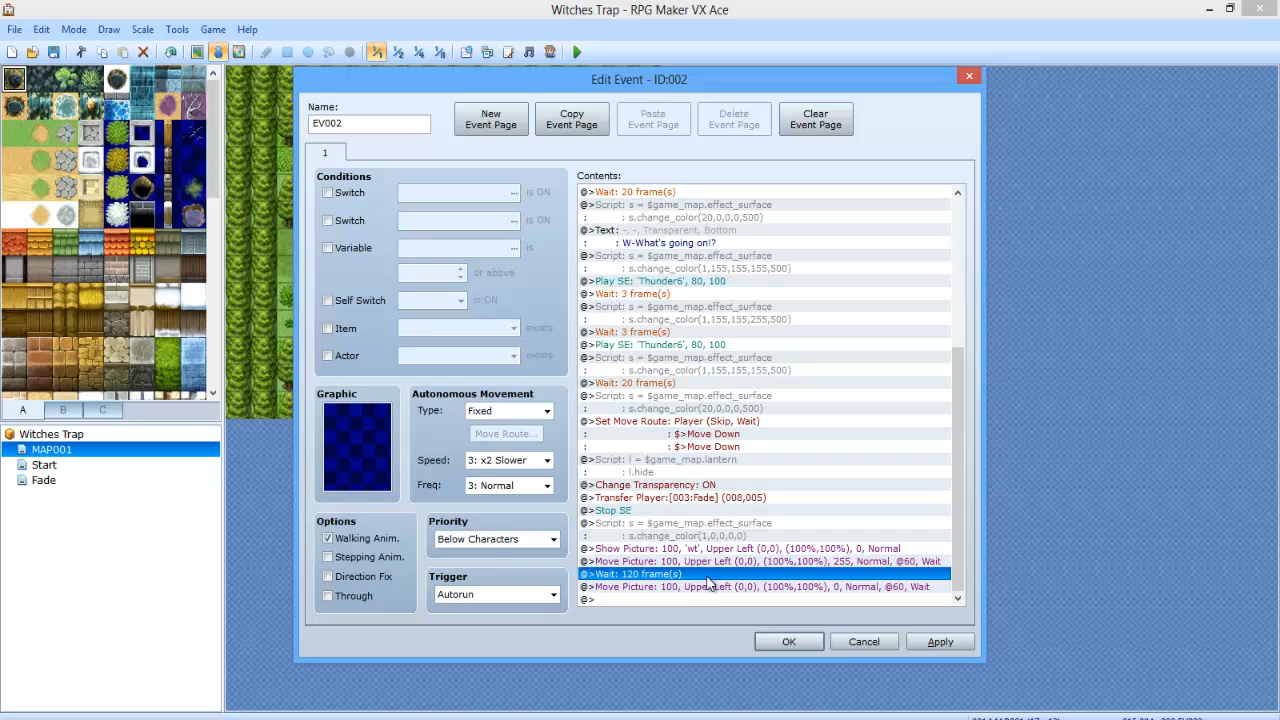 Witches Trap - RPG Maker VX Ace
File Edit Mode Draw Scale Tools Game Help
Edit Event - ID:002
Name:
EV002
New Event Page
Copy Event Page
Paste Event Page
Delete Event Page
Clear Event Page
1
Conditions
Switch ... is ON
Switch ... is ON
Variable ... is
or above
Self Switch is ON
Item exists
Actor exists
Graphic
Autonomous Movement
Type: Fixed
Move Route...
Speed: 3: x2 Slower
Freq: 3: Normal
Options
Walking Anim.
Stepping Anim.
Direction Fix
Through
Priority
Below Characters
Trigger
Autorun
Contents:
@>Wait: 20 frame(s)
@>Script: s = $game_map.effect_surface
: : s.change_color(20,0,0,0,500)
@>Text: -, -, Transparent, Bottom
: : W-What's going on!?
@>Script: s = $game_map.effect_surface
: : s.change_color(1,155,155,155,500)
@>Play SE: 'Thunder6', 80, 100
@>Wait: 3 frame(s)
@>Script: s = $game_map.effect_surface
: : s.change_color(1,155,155,255,500)
@>Wait: 3 frame(s)
@>Play SE: 'Thunder6', 80, 100
@>Script: s = $game_map.effect_surface
: : s.change_color(1,155,155,155,500)
@>Wait: 20 frame(s)
@>Script: s = $game_map.effect_surface
: : s.change_color(20,0,0,0,500)
@>Set Move Route: Player (Skip, Wait)
: : $>Move Down
: : $>Move Down
@>Script: l = $game_map.lantern
: : l.hide
@>Change Transparency: ON
@>Transfer Player:[003:Fade] (008,005)
@>Stop SE
@>Script: s = $game_map.effect_surface
: : s.change_color(1,0,0,0,0)
@>Show Picture: 100, 'wt', Upper Left (0,0), (100%,100%), 0, Normal
@>Move Picture: 100, Upper Left (0,0), (100%,100%), 255, Normal, @60, Wait
@>Wait: 120 frame(s)
@>Move Picture: 100, Upper Left (0,0), (100%,100%), 0, Normal, @60, Wait
@>
OK Cancel Apply
A B C
Witches Trap
MAP001
Start
Fade